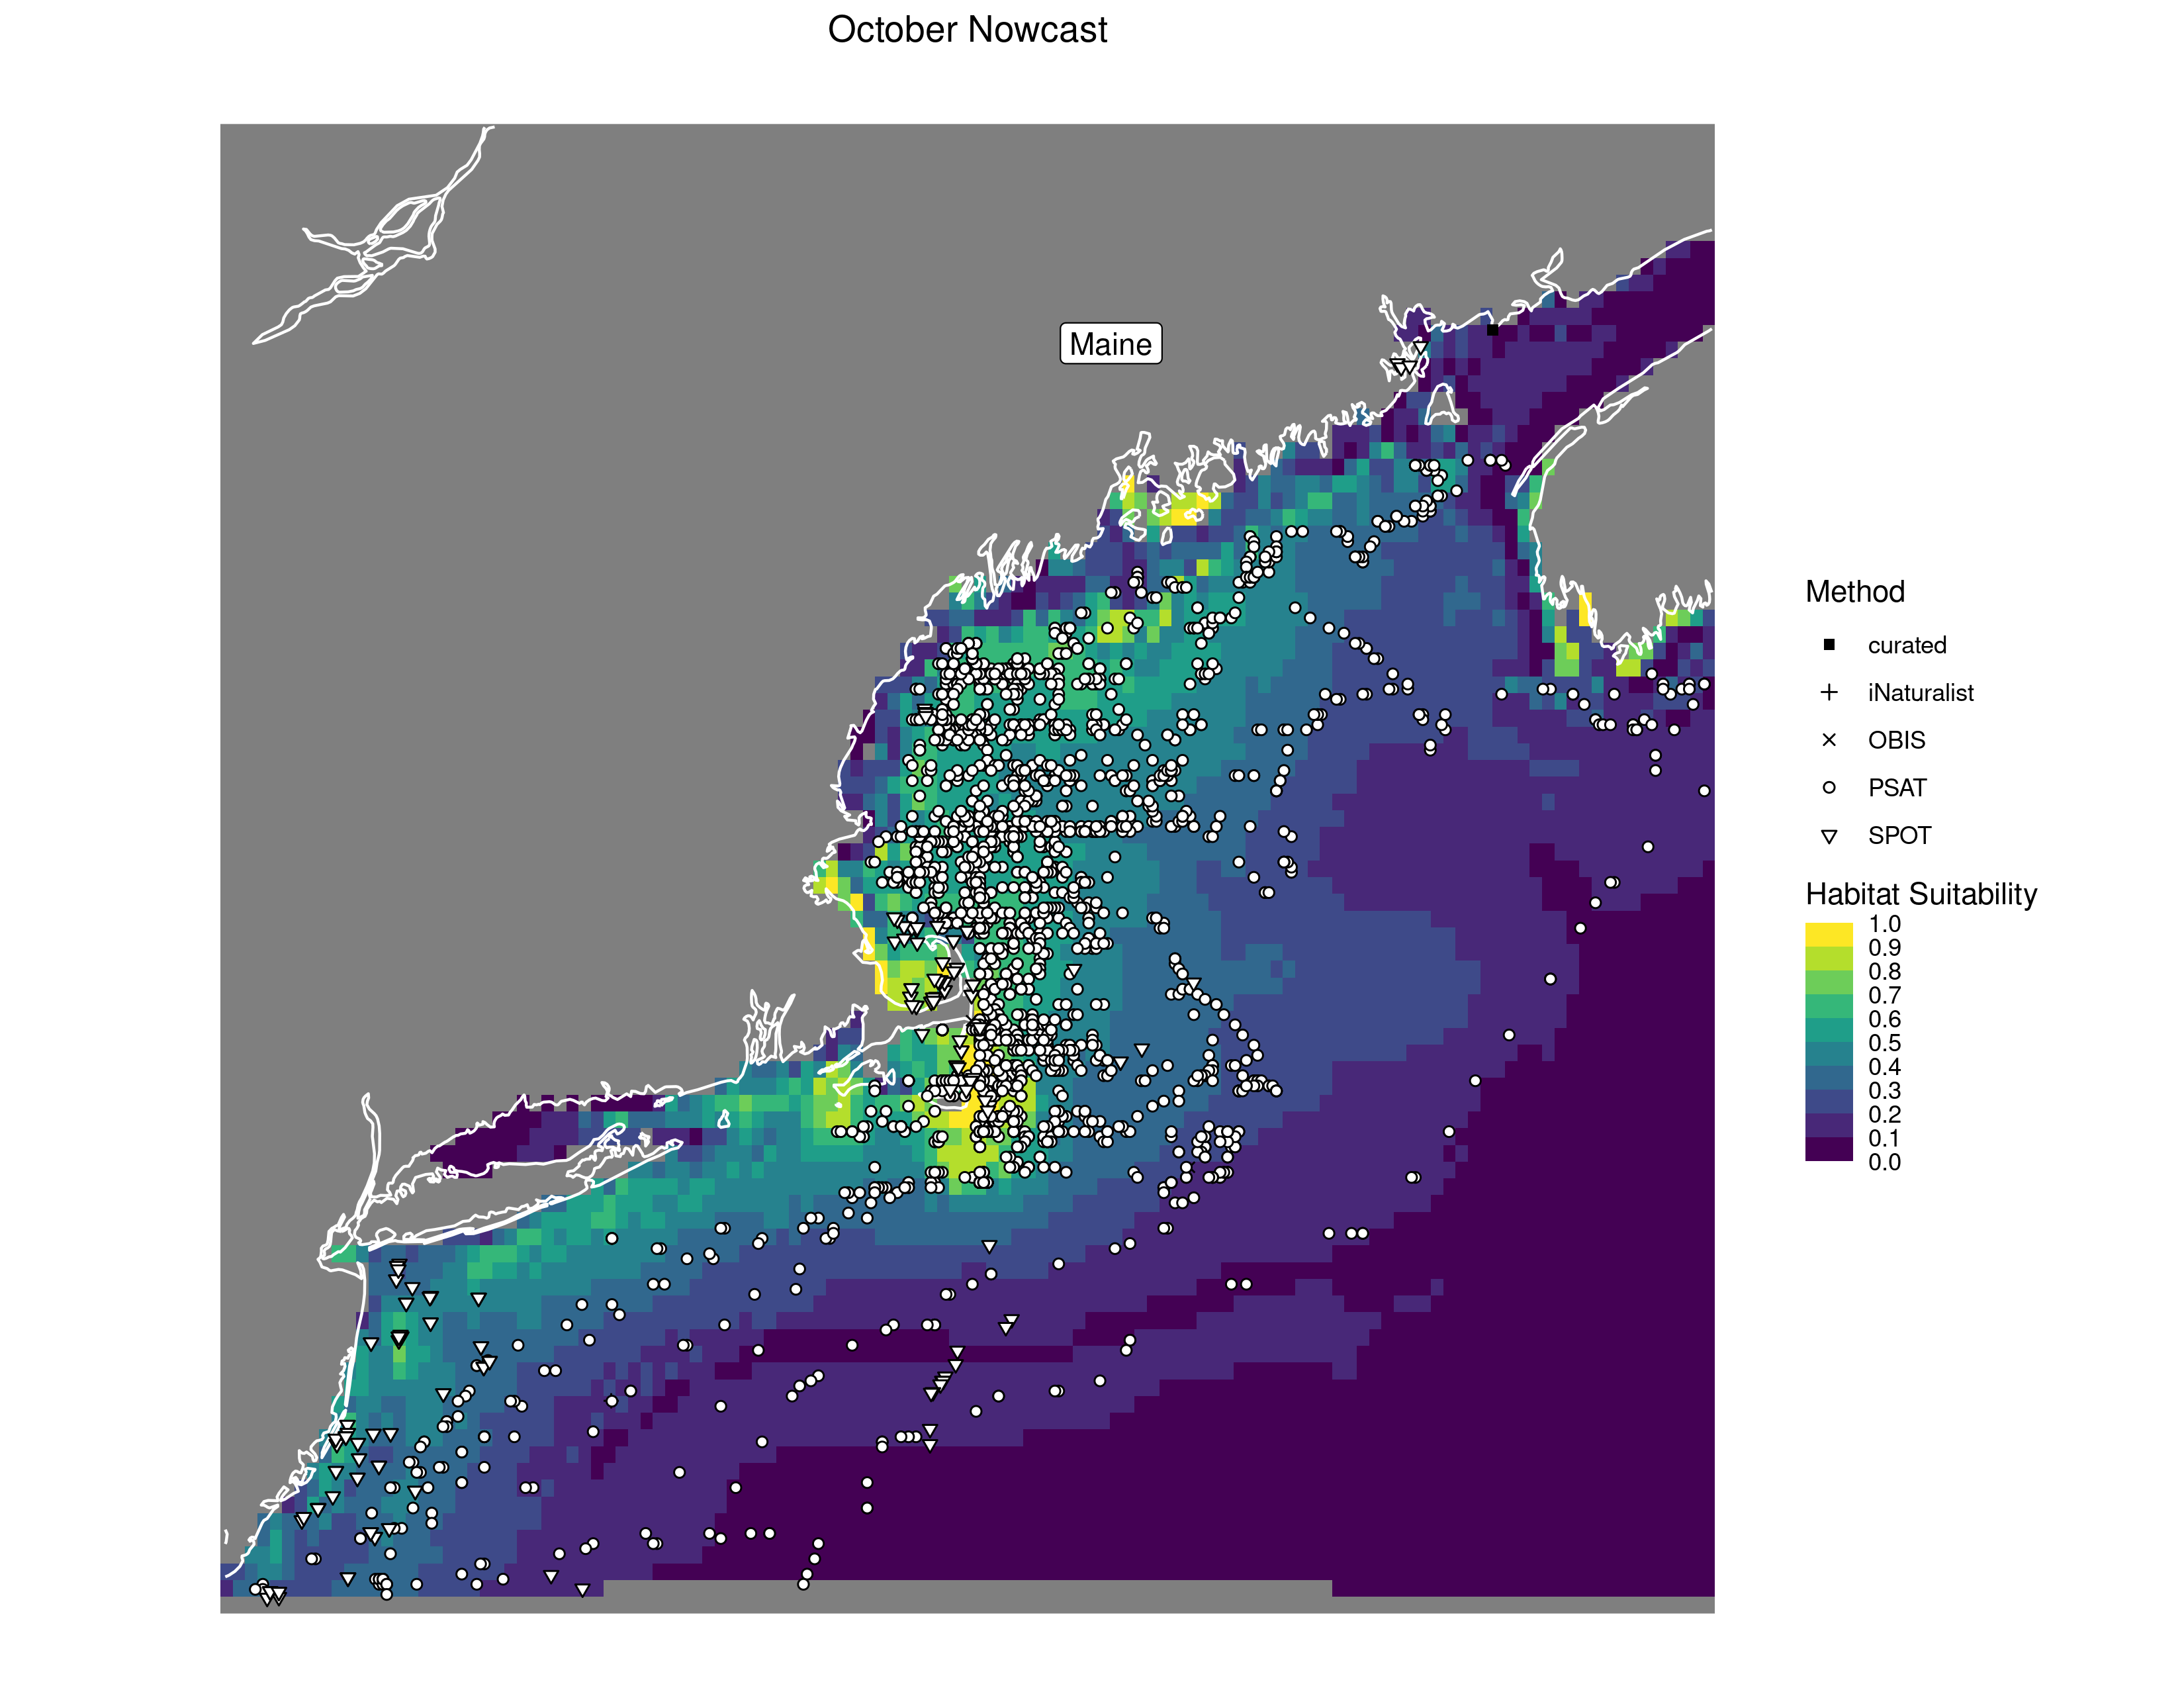 October Nowcast
Maine
Method
curated
iNaturalist
OBIS
PSAT
SPOT
Habitat Suitability
1.0
0.9
0.8
0.7
0.6
0.5
0.4
0.3
0.2
0.1
0.0